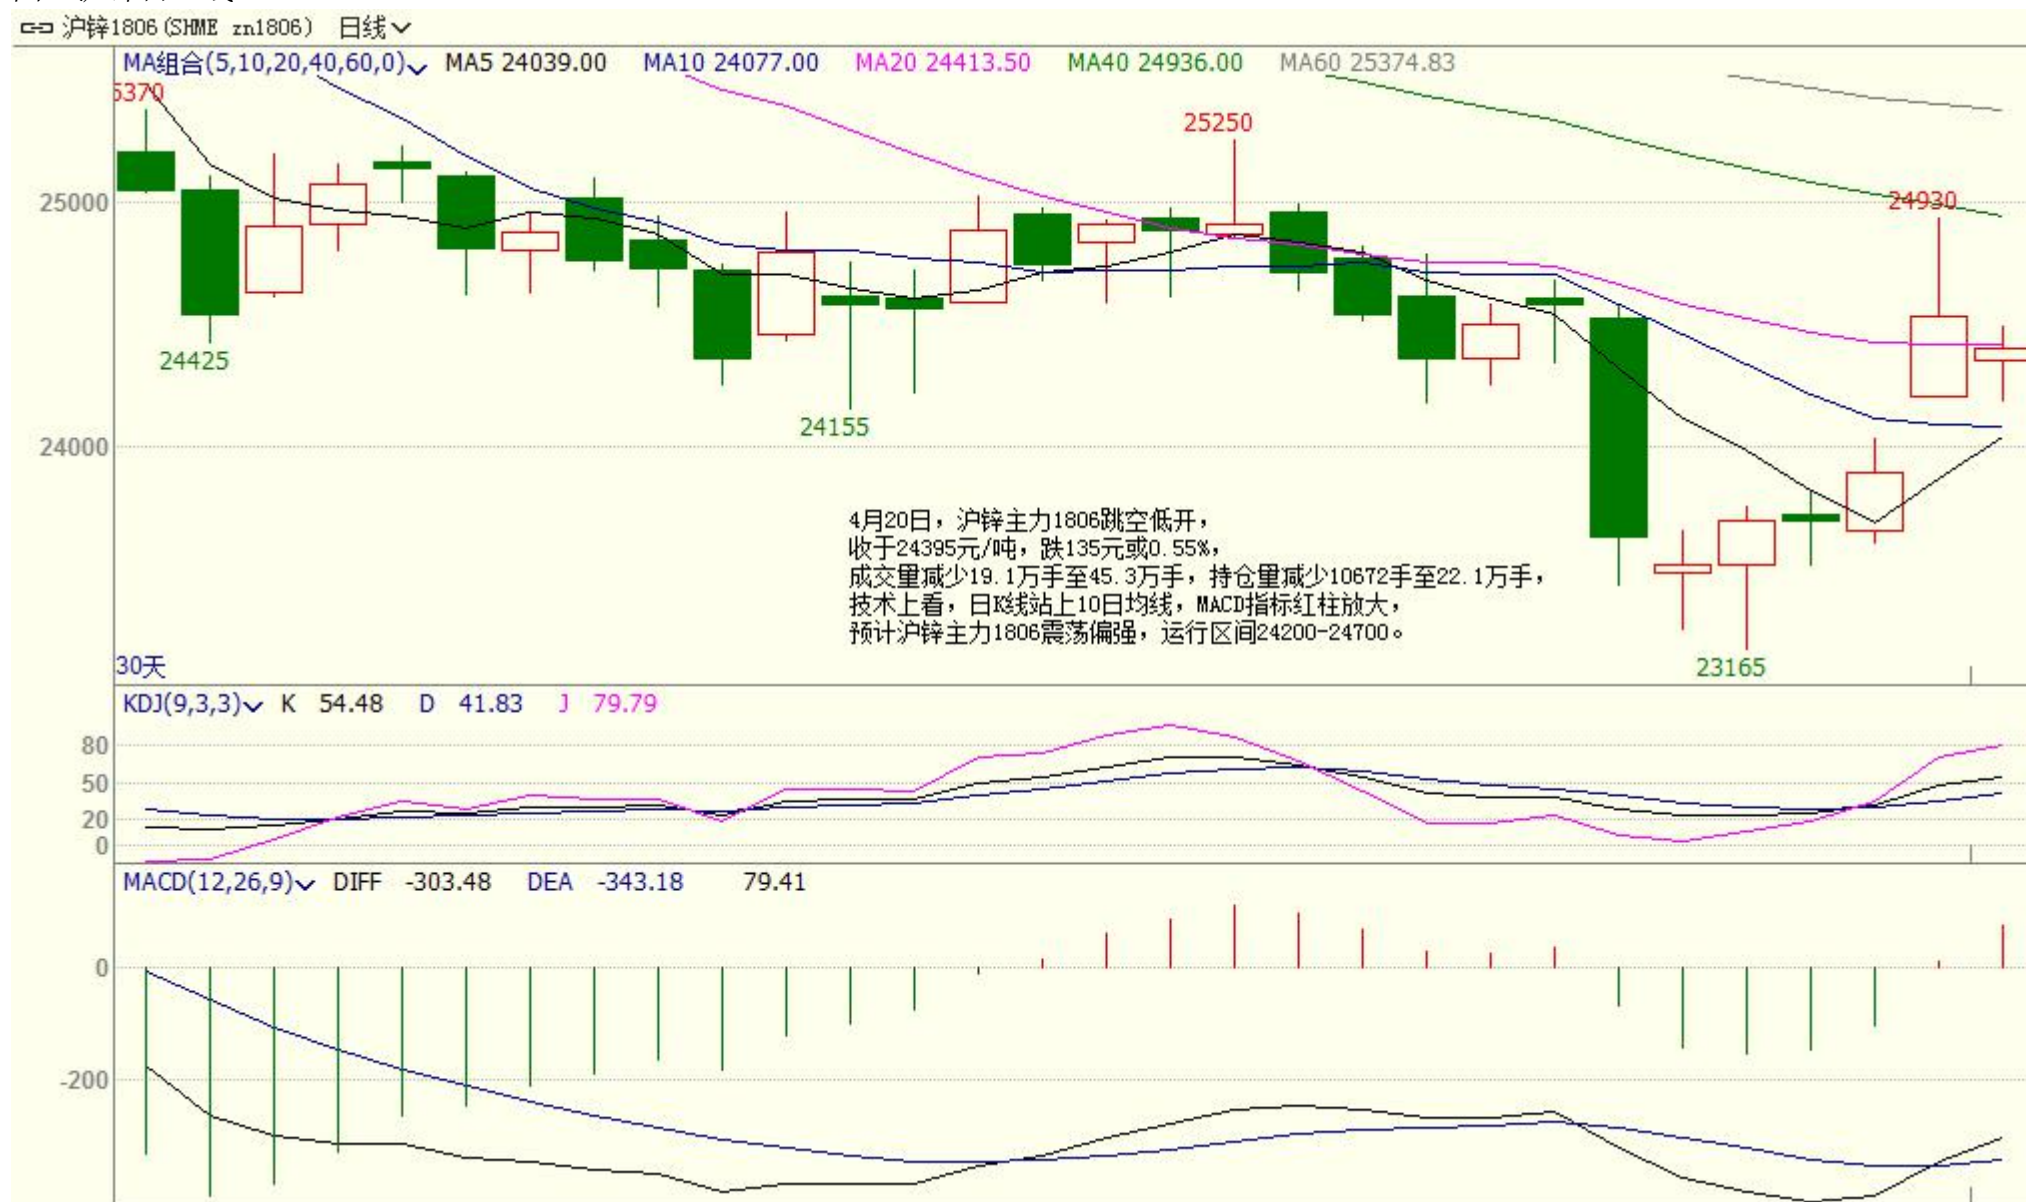 沪锌1806(SHME zn1806) 日线
MA组合(5,10,20,40,60,0) MA5 24039.00 MA10 24077.00 MA20 24413.50 MA40 24936.00 MA60 25374.83
5370
25250
25000
24930
24425
24155
24000
4月20日，沪锌主力1806跳空低开，
收于24395元/吨，跌135元或0.55%，
成交量减少19.1万手至45.3万手，持仓量减少10672手至22.1万手，
技术上看，日K线站上10日均线，MACD指标红柱放大，
预计沪锌主力1806震荡偏强，运行区间24200-24700。
30天
23165
KDJ(9,3,3) K 54.48 D 41.83 J 79.79
80
50
20
0
MACD(12,26,9) DIFF -303.48 DEA -343.18 79.41
0
-200